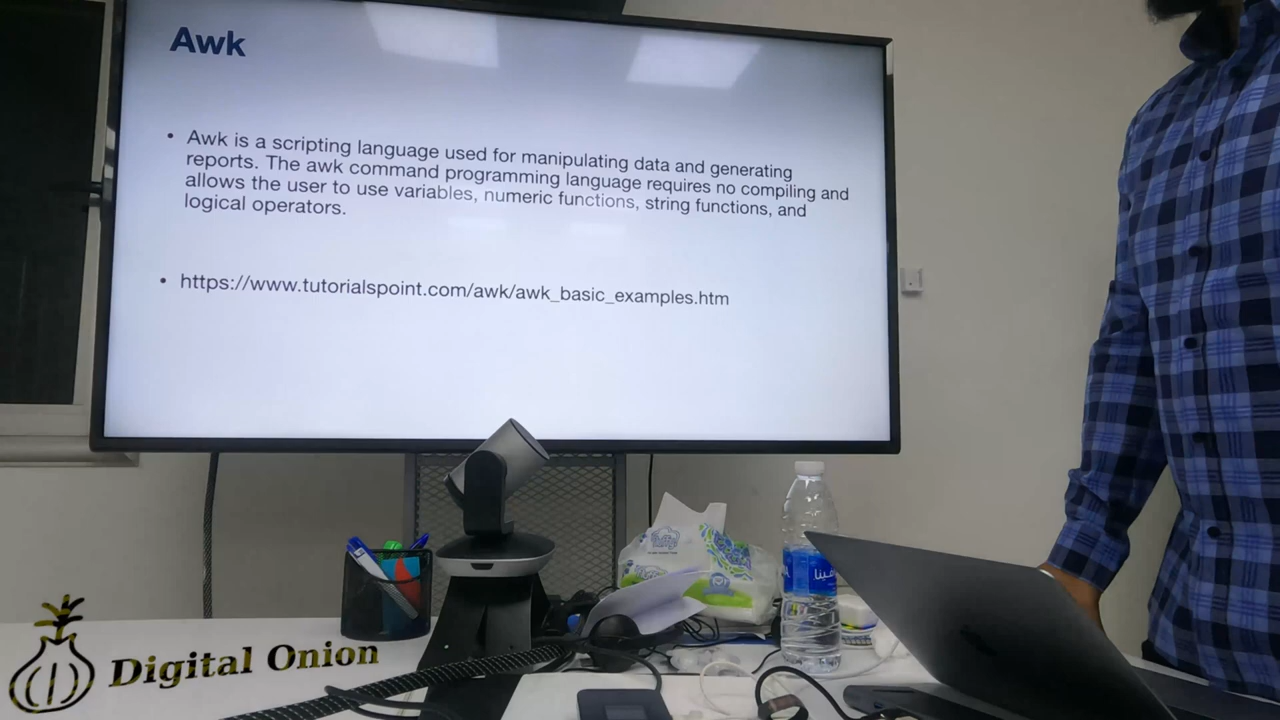 Awk
• Awk is a scripting language used for manipulating data and generating
reports. The awk command programming language requires no compiling and
allows the user to use variables, numeric functions, string functions, and
logical operators.
• https://www.tutorialspoint.com/awk/awk_basic_examples.htm
Digital Onion